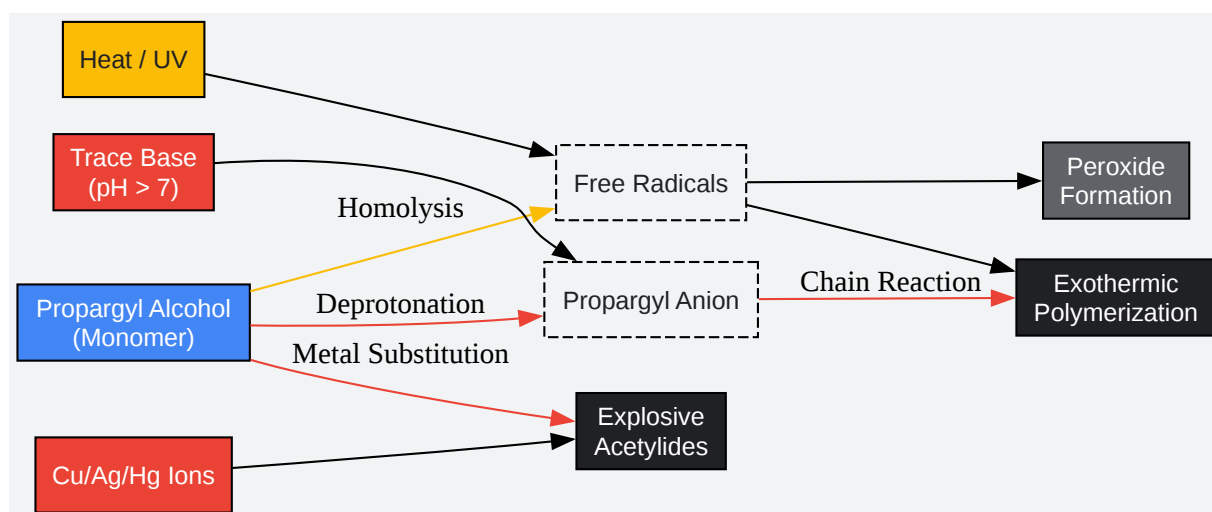 Heat / UV
Trace Base
(pH > 7)
Free Radicals
Peroxide
Formation
Homolysis
Propargyl Alcohol
(Monomer)
Deprotonation
Propargyl Anion
Chain Reaction
Exothermic
Polymerization
Metal Substitution
Explosive
Acetylides
Cu/Ag/Hg Ions